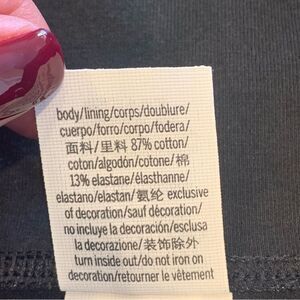 body/lining/corps/doublure/
cuerpo/forro/corpo/fodera/
面料/里料 87% cotton/
coton/algodón/cotone/棉
13% elastane/élasthanne/
elastano/elastan/氨纶 exclusive
of decoration/sauf décoration/
no incluye la decoración/esclusa
la decorazione/装饰除外
turn inside out/do not iron on
decoration/retourner le vêtement